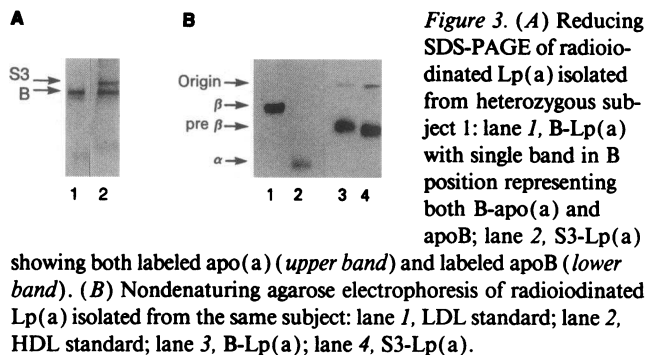 A
S3
B
1 2
B
Origin
β
pre β
α
1 2 3 4
Figure 3. (A) Reducing
SDS-PAGE of radioio-
dinated Lp(a) isolated
from heterozygous sub-
ject 1: lane 1, B-Lp(a)
with single band in B
position representing
both B-apo(a) and
apoB; lane 2, S3-Lp(a)
showing both labeled apo(a) (upper band) and labeled apoB (lower
band). (B) Nondenaturing agarose electrophoresis of radioiodinated
Lp(a) isolated from the same subject: lane 1, LDL standard; lane 2,
HDL standard; lane 3, B-Lp(a); lane 4, S3-Lp(a).